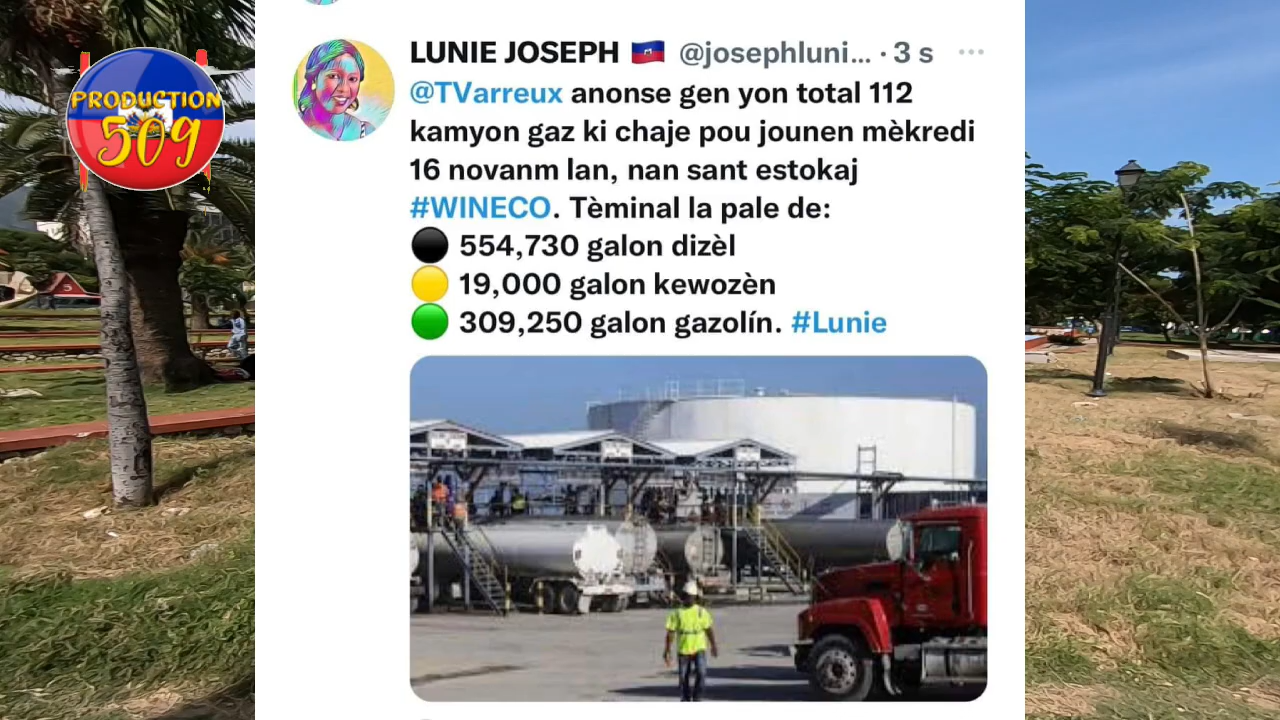 PRODUCTION
509
LUNIE JOSEPH 🇭🇹 @josephluni... · 3 s
@TVarreux anonse gen yon total 112
kamyon gaz ki chaje pou jounen mèkredi
16 novanm lan, nan sant estokaj
#WINECO. Tèminal la pale de:
⚫ 554,730 galon dizèl
🟡 19,000 galon kewozèn
🟢 309,250 galon gazolín. #Lunie
5